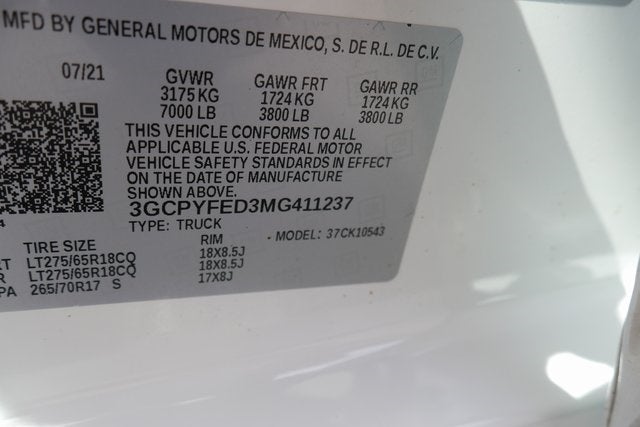 MFD BY GENERAL MOTORS DE MEXICO, S. DE R.L. DE C.V.
07/21 GVWR GAWR FRT GAWR RR
3175 KG 1724 KG 1724 KG
7000 LB 3800 LB 3800 LB
THIS VEHICLE CONFORMS TO ALL
APPLICABLE U.S. FEDERAL MOTOR
VEHICLE SAFETY STANDARDS IN EFFECT
ON THE DATE OF MANUFACTURE
SHOWN ABOVE.
3GCPYFED3MG411237
TYPE: TRUCK MODEL: 37CK10543
TIRE SIZE RIM
RT LT275/65R18CQ 18X8.5J
R LT275/65R18CQ 18X8.5J
PA 265/70R17 S 17X8J